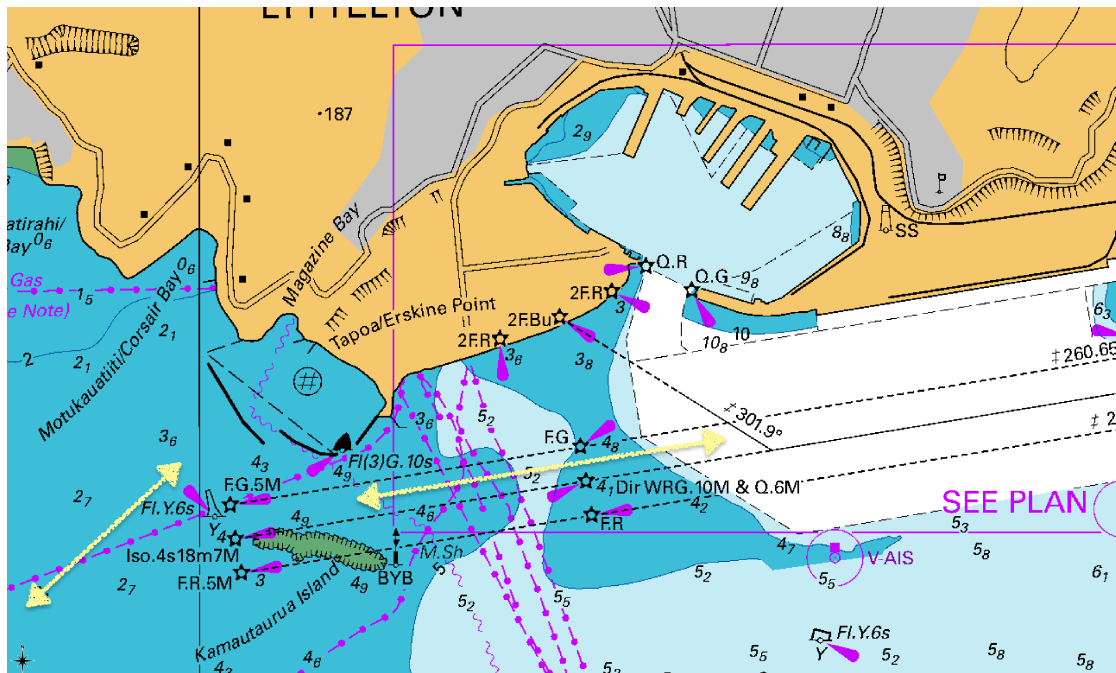 LYTTELTON
187
2₉
SS
8₈
Q.R
Q.G
9₈
2F.R
3
2F.Bu
2F.R
3₆
3₈
10₈
10
6₃
‡260.65
‡301.9°
‡ 2
atirahi/
Bay
0₆
Gas
e Note)
1₅
2₁
2
2₁
0₆
Motukauatiiti/Corsair Bay
Magazine Bay
Tapoa/Erskine Point
3₆
3₆
5₂
4₃
Fl(3)G.10s
4₉
F.G
4₈
5₂
F.G.5M
2₇
Fl.Y.6s
Y
4₉
4₆
4₁
Dir WRG.10M & Q.6M
4₂
F.R
SEE PLAN
4
Iso.4s18m7M
F.R.5M
3
4₉
BYB
M.Sh.
5
2₇
Kamautaurua Island
4₃
4₆
5₂
5₅
5₂
5₂
4₇
V-AIS
5₅
5₃
5₈
6₁
Fl.Y.6s
Y
5₅
5₂
5₈
5₈